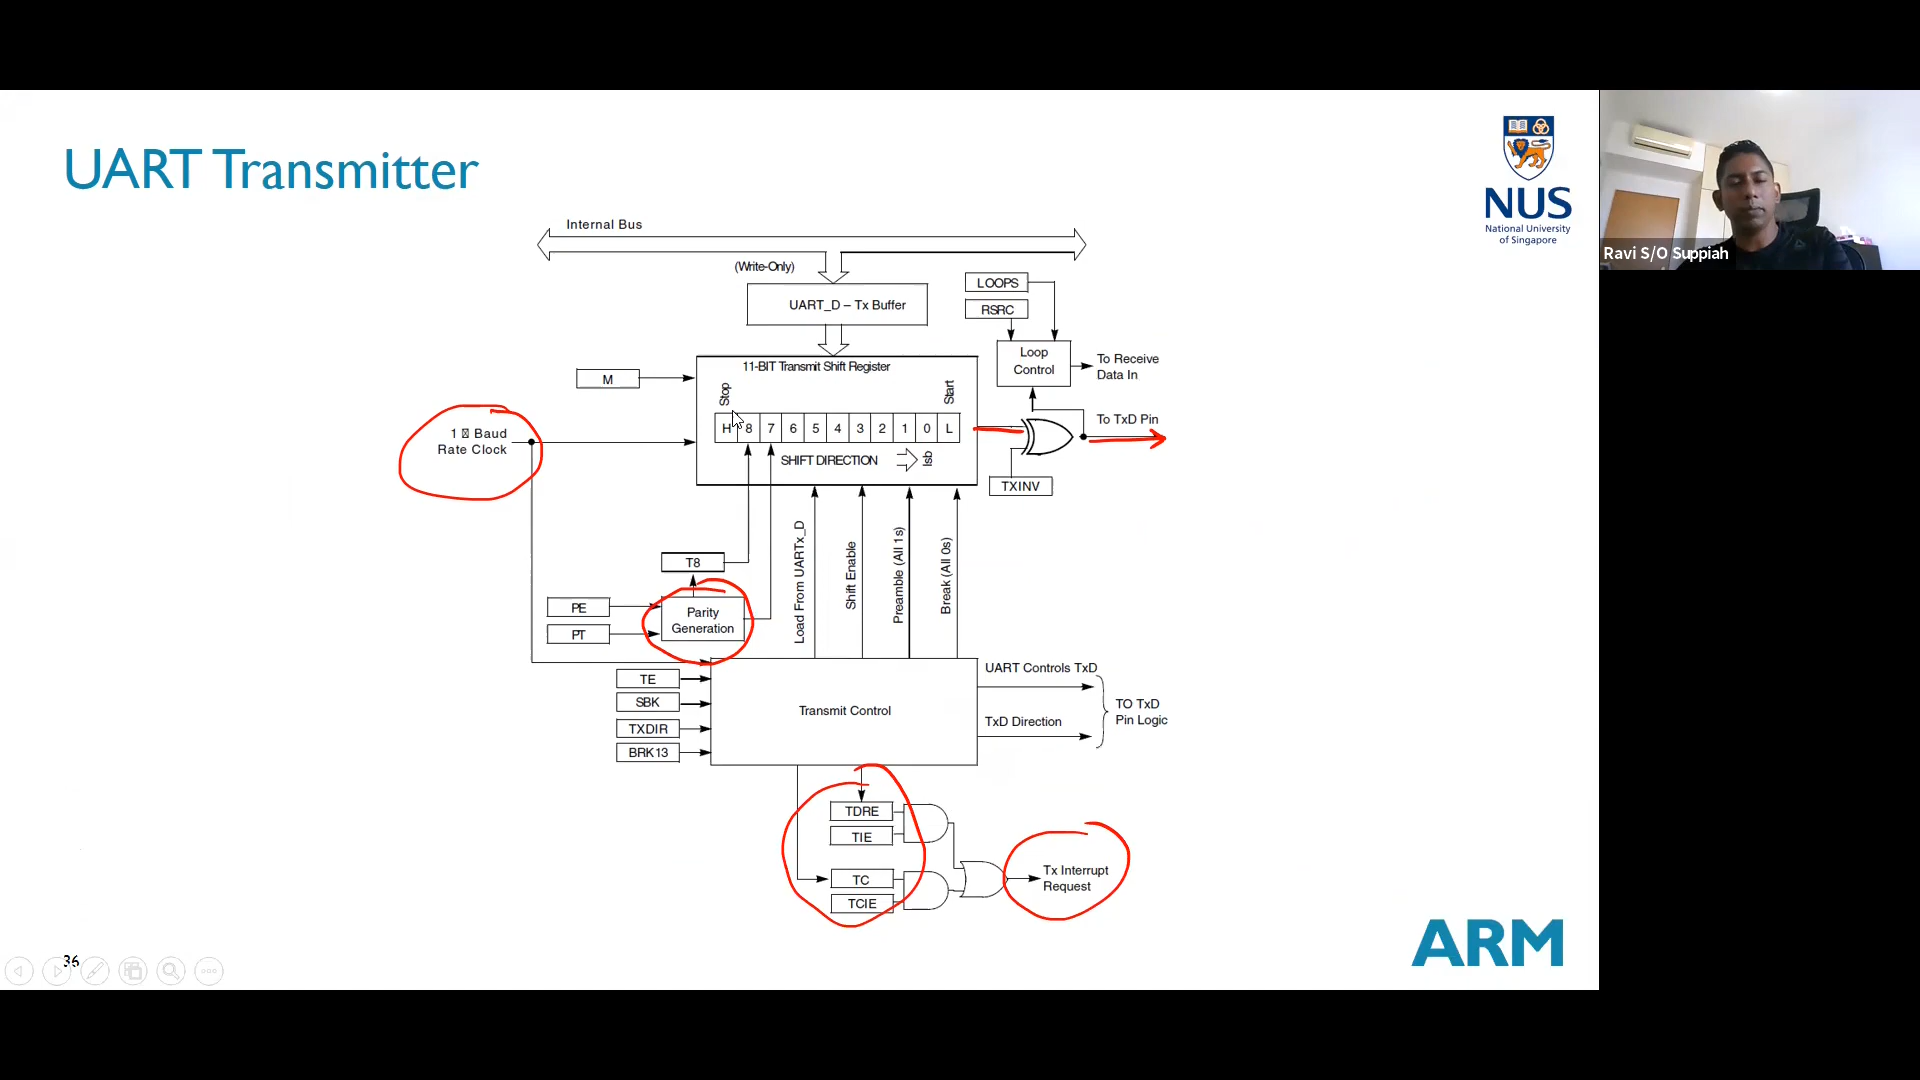 UART Transmitter
NUS
National University
of Singapore
Ravi S/O Suppiah
Internal Bus
(Write-Only)
UART_D – Tx Buffer
LOOPS
RSRC
Loop
Control
To Receive
Data In
11-BIT Transmit Shift Register
M
Stop
Start
H 8 7 6 5 4 3 2 1 0 L
To TxD Pin
1 Baud
Rate Clock
SHIFT DIRECTION
lsb
TXINV
T8
Load From UARTx_D
Shift Enable
Preamble (All 1s)
Break (All 0s)
PE
PT
Parity
Generation
TE
SBK
TXDIR
BRK13
Transmit Control
UART Controls TxD
TxD Direction
TO TxD
Pin Logic
TDRE
TIE
TC
TCIE
Tx Interrupt
Request
ARM
36